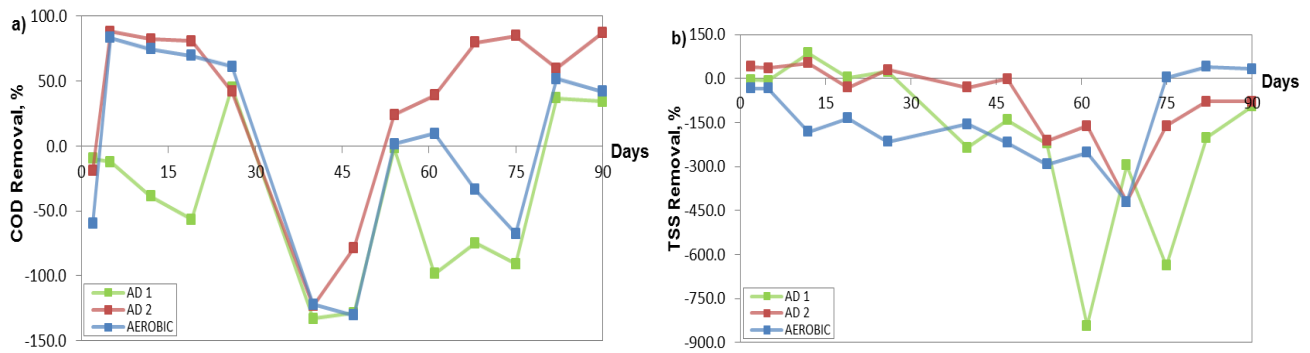 a)
COD Removal, %
100.0
50.0
0.0
-50.0
-100.0
-150.0
0 15 30 45 60 75 90
Days
AD 1
AD 2
AEROBIC
b)
TSS Removal, %
150.0
0.0
-150.0
-300.0
-450.0
-600.0
-750.0
-900.0
0 15 30 45 60 75 90
Days
AD 1
AD 2
AEROBIC